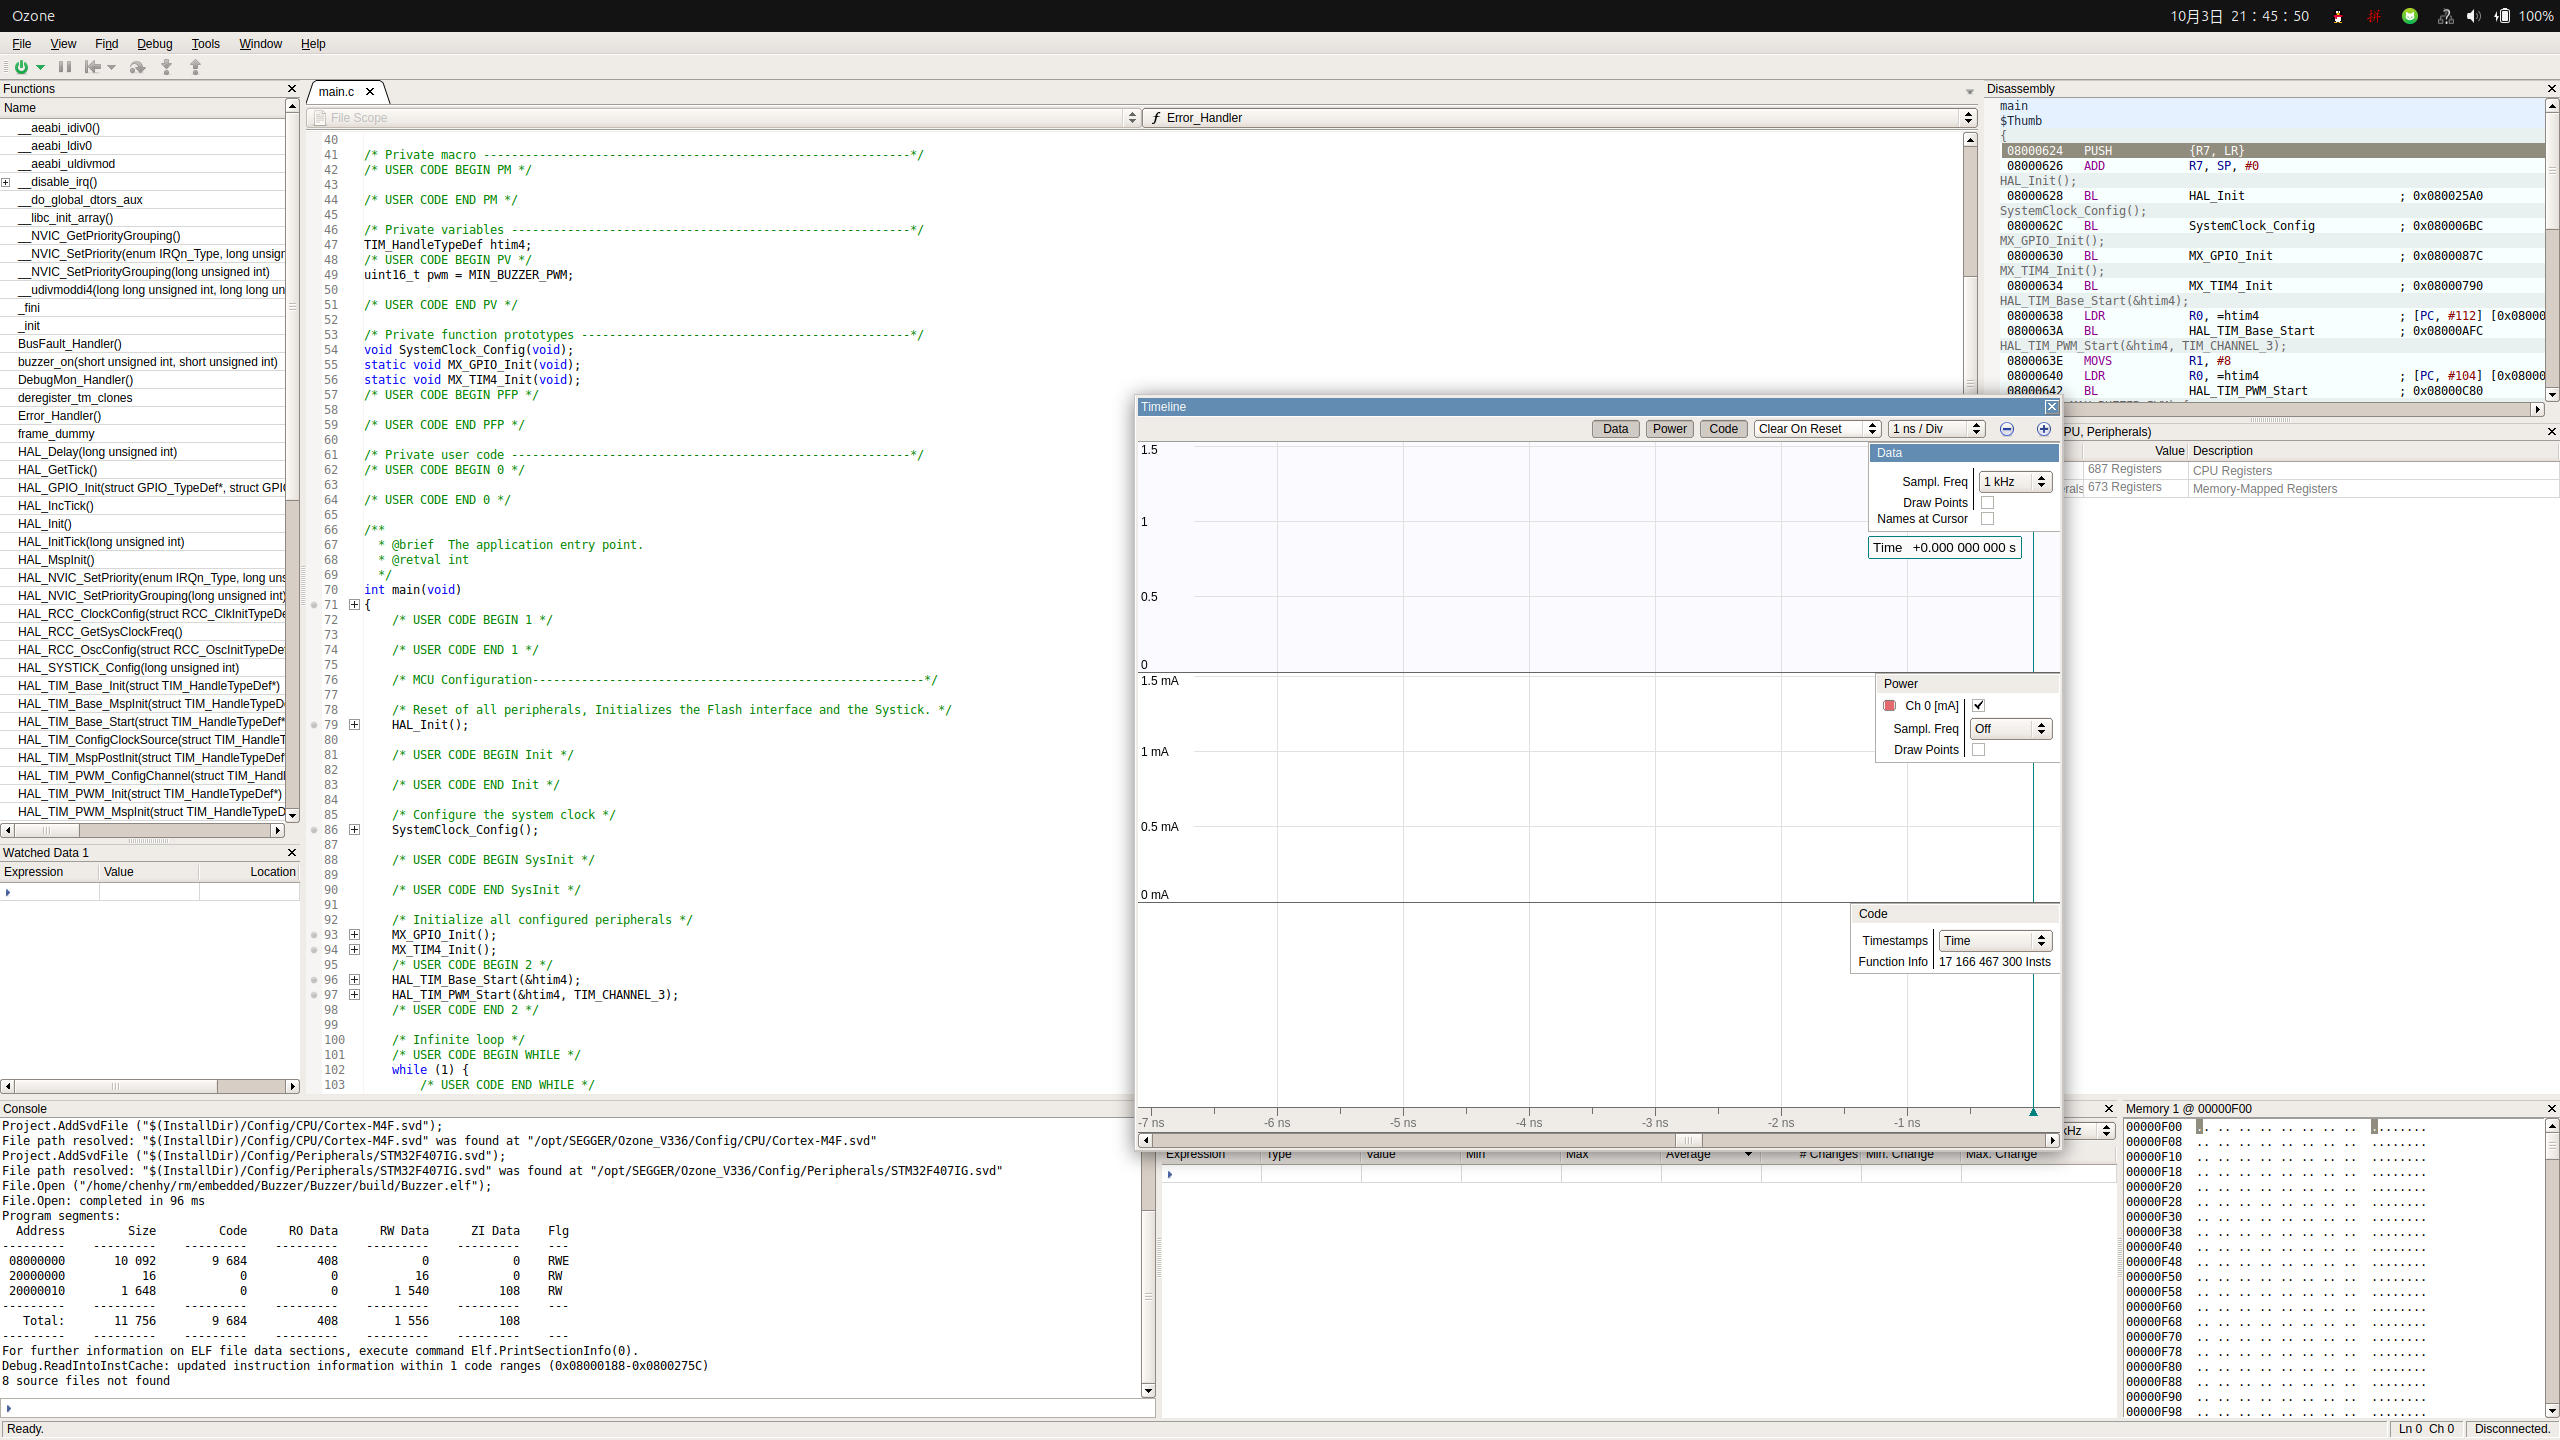 Ozone
10月3日 21：45：50
100%
File View Find Debug Tools Window Help
Functions
Name
__aeabi_idiv0()
__aeabi_ldiv0
__aeabi_uldivmod
__disable_irq()
__do_global_dtors_aux
__libc_init_array()
__NVIC_GetPriorityGrouping()
__NVIC_SetPriority(enum IRQn_Type, long unsigr
__NVIC_SetPriorityGrouping(long unsigned int)
__udivmoddi4(long long unsigned int, long long un
_fini
_init
BusFault_Handler()
buzzer_on(short unsigned int, short unsigned int)
DebugMon_Handler()
deregister_tm_clones
Error_Handler()
frame_dummy
HAL_Delay(long unsigned int)
HAL_GetTick()
HAL_GPIO_Init(struct GPIO_TypeDef*, struct GPI
HAL_IncTick()
HAL_Init()
HAL_InitTick(long unsigned int)
HAL_MspInit()
HAL_NVIC_SetPriority(enum IRQn_Type, long uns
HAL_NVIC_SetPriorityGrouping(long unsigned int)
HAL_RCC_ClockConfig(struct RCC_ClkInitTypeDe
HAL_RCC_GetSysClockFreq()
HAL_RCC_OscConfig(struct RCC_OscInitTypeDef
HAL_SYSTICK_Config(long unsigned int)
HAL_TIM_Base_Init(struct TIM_HandleTypeDef*)
HAL_TIM_Base_MspInit(struct TIM_HandleTypeD
HAL_TIM_Base_Start(struct TIM_HandleTypeDef*
HAL_TIM_ConfigClockSource(struct TIM_HandleT
HAL_TIM_MspPostInit(struct TIM_HandleTypeDef
HAL_TIM_PWM_ConfigChannel(struct TIM_Handl
HAL_TIM_PWM_Init(struct TIM_HandleTypeDef*)
HAL_TIM_PWM_MspInit(struct TIM_HandleTypeD
Watched Data 1
Expression Value Location
main.c
File Scope
Error_Handler
40
41 /* Private macro -------------------------------------------------------------*/
42 /* USER CODE BEGIN PM */
43
44 /* USER CODE END PM */
45
46 /* Private variables ---------------------------------------------------------*/
47 TIM_HandleTypeDef htim4;
48 /* USER CODE BEGIN PV */
49 uint16_t pwm = MIN_BUZZER_PWM;
50
51 /* USER CODE END PV */
52
53 /* Private function prototypes -----------------------------------------------*/
54 void SystemClock_Config(void);
55 static void MX_GPIO_Init(void);
56 static void MX_TIM4_Init(void);
57 /* USER CODE BEGIN PFP */
58
59 /* USER CODE END PFP */
60
61 /* Private user code ---------------------------------------------------------*/
62 /* USER CODE BEGIN 0 */
63
64 /* USER CODE END 0 */
65
66 /**
67 * @brief  The application entry point.
68 * @retval int
69 */
70 int main(void)
71 {
72 /* USER CODE BEGIN 1 */
73
74 /* USER CODE END 1 */
75
76 /* MCU Configuration--------------------------------------------------------*/
77
78 /* Reset of all peripherals, Initializes the Flash interface and the Systick. */
79 HAL_Init();
80
81 /* USER CODE BEGIN Init */
82
83 /* USER CODE END Init */
84
85 /* Configure the system clock */
86 SystemClock_Config();
87
88 /* USER CODE BEGIN SysInit */
89
90 /* USER CODE END SysInit */
91
92 /* Initialize all configured peripherals */
93 MX_GPIO_Init();
94 MX_TIM4_Init();
95 /* USER CODE BEGIN 2 */
96 HAL_TIM_Base_Start(&htim4);
97 HAL_TIM_PWM_Start(&htim4, TIM_CHANNEL_3);
98 /* USER CODE END 2 */
99
100 /* Infinite loop */
101 /* USER CODE BEGIN WHILE */
102 while (1) {
103 /* USER CODE END WHILE */
Disassembly
main
$Thumb
{
08000624 PUSH {R7, LR}
08000626 ADD R7, SP, #0
HAL_Init();
08000628 BL HAL_Init ; 0x080025A0
SystemClock_Config();
0800062C BL SystemClock_Config ; 0x080006BC
MX_GPIO_Init();
08000630 BL MX_GPIO_Init ; 0x0800087C
MX_TIM4_Init();
08000634 BL MX_TIM4_Init ; 0x08000790
HAL_TIM_Base_Start(&htim4);
08000638 LDR R0, =htim4 ; [PC, #112] [0x08000
0800063A BL HAL_TIM_Base_Start ; 0x08000AFC
HAL_TIM_PWM_Start(&htim4, TIM_CHANNEL_3);
0800063E MOVS R1, #8
08000640 LDR R0, =htim4 ; [PC, #104] [0x08000
08000642 BL HAL_TIM_PWM_Start ; 0x08000C80
PU, Peripherals)
Value Description
687 Registers CPU Registers
erals 673 Registers Memory-Mapped Registers
Timeline
Data Power Code Clear On Reset 1 ns / Div
1.5
1
0.5
0
Data
Sampl. Freq 1 kHz
Draw Points
Names at Cursor
Time +0.000 000 000 s
1.5 mA
1 mA
0.5 mA
0 mA
Power
Ch 0 [mA]
Sampl. Freq Off
Draw Points
Code
Timestamps Time
Function Info 17 166 467 300 Insts
-7 ns -6 ns -5 ns -4 ns -3 ns -2 ns -1 ns
Console
Project.AddSvdFile ("$(InstallDir)/Config/CPU/Cortex-M4F.svd");
File path resolved: "$(InstallDir)/Config/CPU/Cortex-M4F.svd" was found at "/opt/SEGGER/Ozone_V336/Config/CPU/Cortex-M4F.svd"
Project.AddSvdFile ("$(InstallDir)/Config/Peripherals/STM32F407IG.svd");
File path resolved: "$(InstallDir)/Config/Peripherals/STM32F407IG.svd" was found at "/opt/SEGGER/Ozone_V336/Config/Peripherals/STM32F407IG.svd"
File.Open ("/home/chenhy/rm/embedded/Buzzer/Buzzer/build/Buzzer.elf");
File.Open: completed in 96 ms
Program segments:
Address Size Code RO Data RW Data ZI Data Flg
--------- --------- --------- --------- --------- --------- ---
08000000 10 092 9 684 408 0 0 RWE
20000000 16 0 0 16 0 RW
20000010 1 648 0 0 1 540 108 RW
--------- --------- --------- --------- --------- --------- ---
Total: 11 756 9 684 408 1 556 108
--------- --------- --------- --------- --------- --------- ---
For further information on ELF file data sections, execute command Elf.PrintSectionInfo(0).
Debug.ReadIntoInstCache: updated instruction information within 1 code ranges (0x08000188-0x0800275C)
8 source files not found
kHz
Expression Type Value Min Max Average # Changes Min. Change Max. Change
Memory 1 @ 00000F00
00000F00 .. .. .. .. .. .. .. .. ........
00000F08 .. .. .. .. .. .. .. .. ........
00000F10 .. .. .. .. .. .. .. .. ........
00000F18 .. .. .. .. .. .. .. .. ........
00000F20 .. .. .. .. .. .. .. .. ........
00000F28 .. .. .. .. .. .. .. .. ........
00000F30 .. .. .. .. .. .. .. .. ........
00000F38 .. .. .. .. .. .. .. .. ........
00000F40 .. .. .. .. .. .. .. .. ........
00000F48 .. .. .. .. .. .. .. .. ........
00000F50 .. .. .. .. .. .. .. .. ........
00000F58 .. .. .. .. .. .. .. .. ........
00000F60 .. .. .. .. .. .. .. .. ........
00000F68 .. .. .. .. .. .. .. .. ........
00000F70 .. .. .. .. .. .. .. .. ........
00000F78 .. .. .. .. .. .. .. .. ........
00000F80 .. .. .. .. .. .. .. .. ........
00000F88 .. .. .. .. .. .. .. .. ........
00000F90 .. .. .. .. .. .. .. .. ........
00000F98 .. .. .. .. .. .. .. .. ........
Ready.
Ln 0 Ch 0 Disconnected.